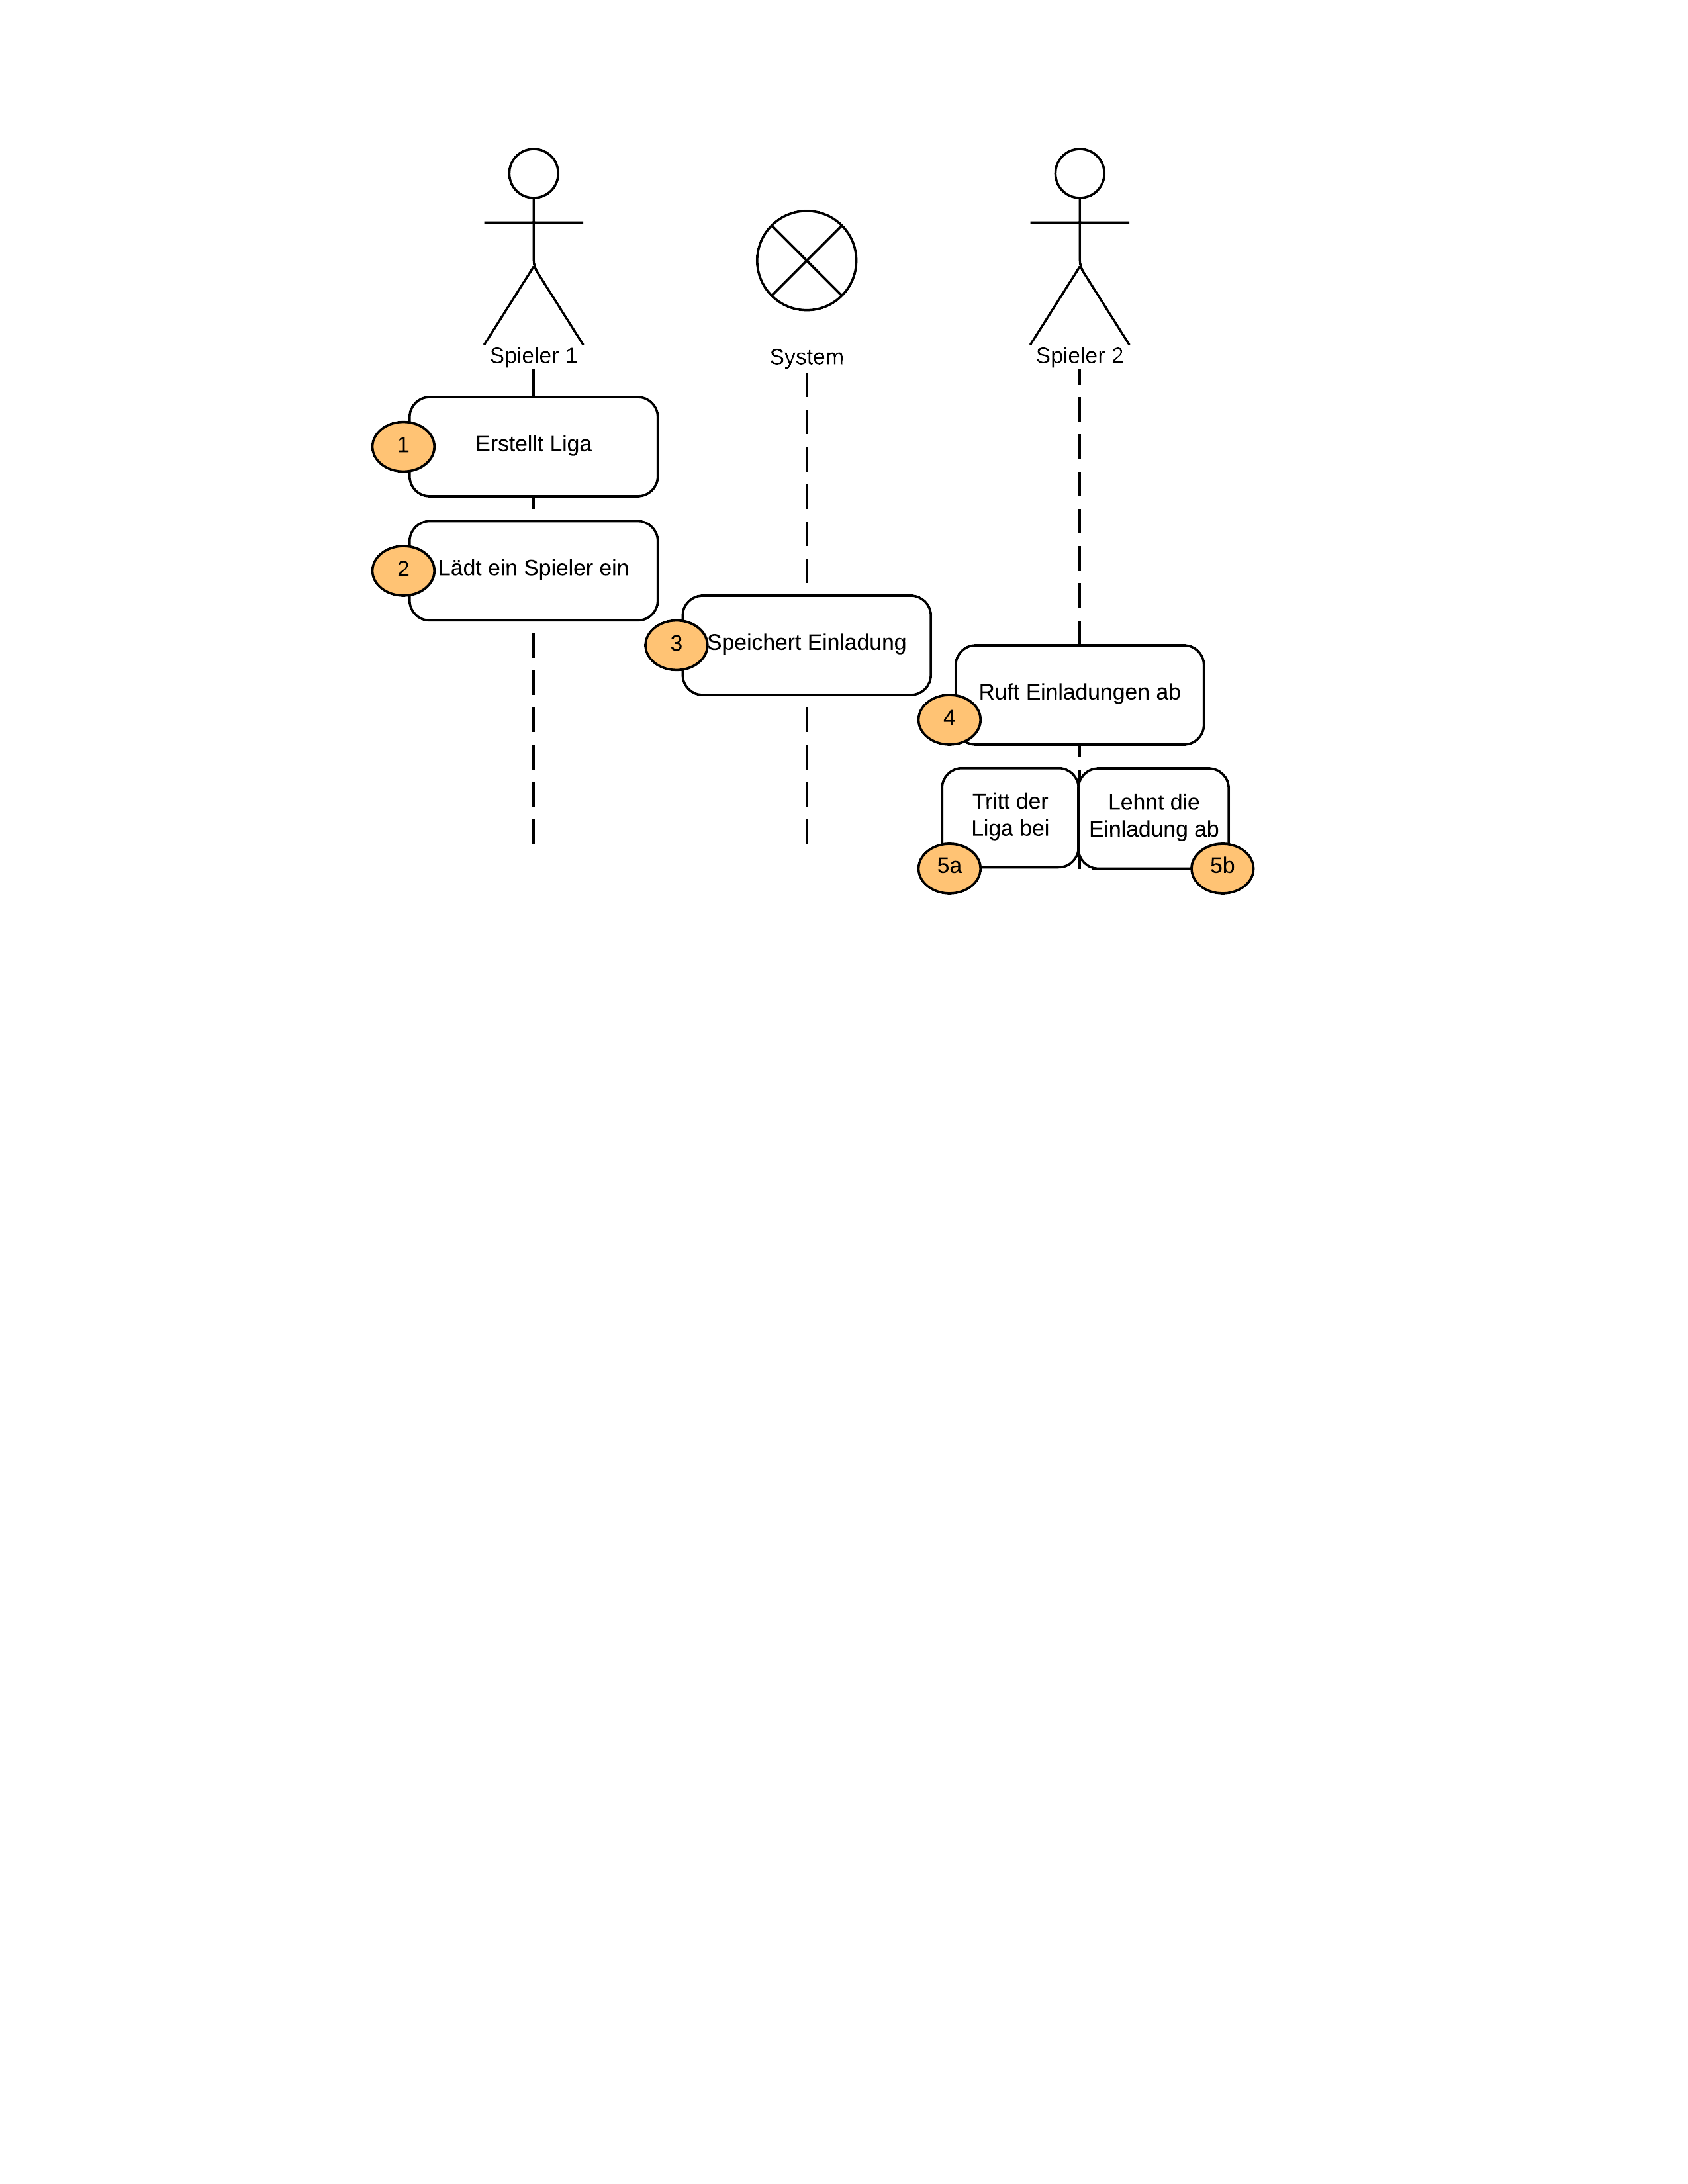 Spieler 1
System
Spieler 2
1
Erstellt Liga
2
Lädt ein Spieler ein
3
Speichert Einladung
4
Ruft Einladungen ab
Tritt der
Liga bei
5a
Lehnt die
Einladung ab
5b